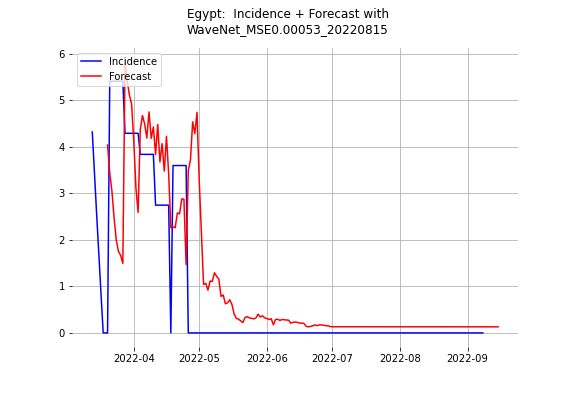 Egypt:  Incidence + Forecast with
WaveNet_MSE0.00053_20220815
6
5
4
3
2
1
0
Incidence
Forecast
2022-04 2022-05 2022-06 2022-07 2022-08 2022-09